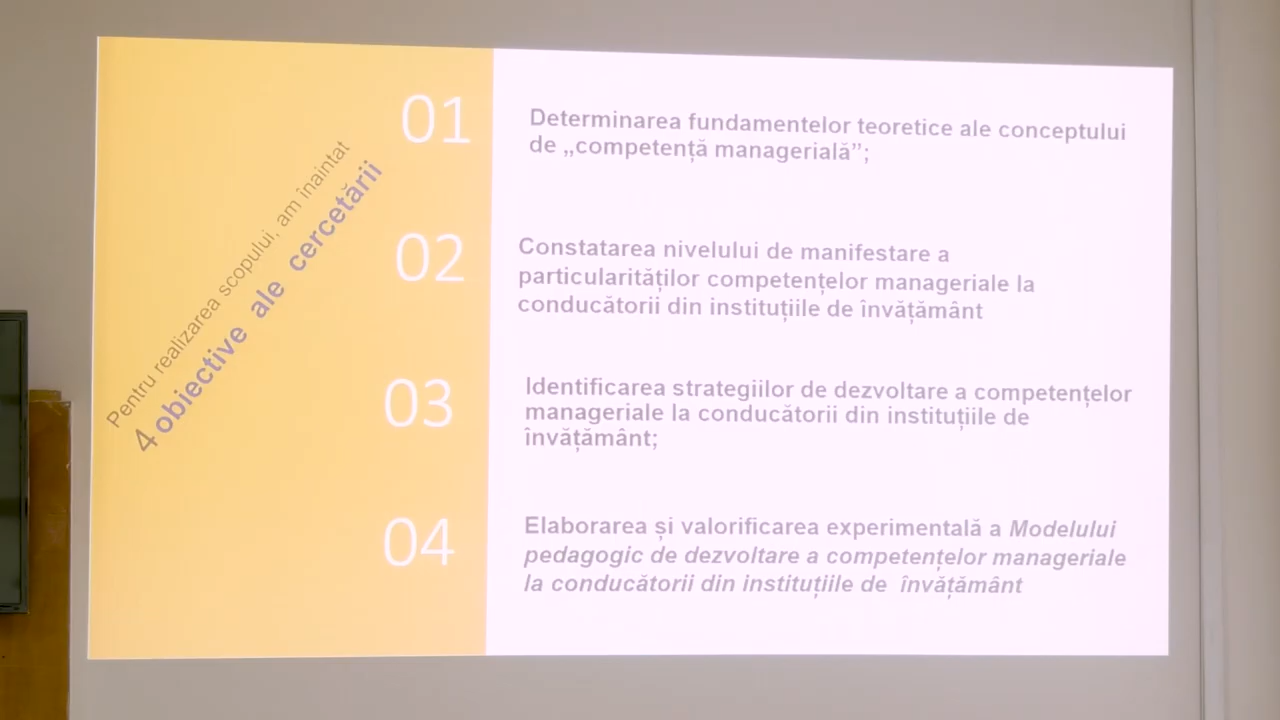 Pentru realizarea scopului, am înaintat
4 obiective ale cercetării
01
Determinarea fundamentelor teoretice ale conceptului
de „competență managerială”;
02
Constatarea nivelului de manifestare a
particularităților competențelor manageriale la
conducătorii din instituțiile de învățământ
03
Identificarea strategiilor de dezvoltare a competențelor
manageriale la conducătorii din instituțiile de
învățământ;
04
Elaborarea și valorificarea experimentală a Modelului
pedagogic de dezvoltare a competențelor manageriale
la conducătorii din instituțiile de învățământ